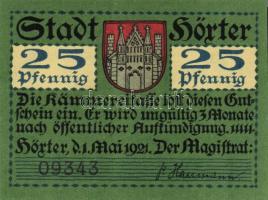 Stadt Höxter
25 Pfennig
25 Pfennig
Die Kämmereikasse löst diesen Gut-
schein ein. Er wird ungültig 3 Monate
nach öffentlicher Aufkündigung.
Höxter, d. 1. Mai 1921. Der Magistrat:
09343